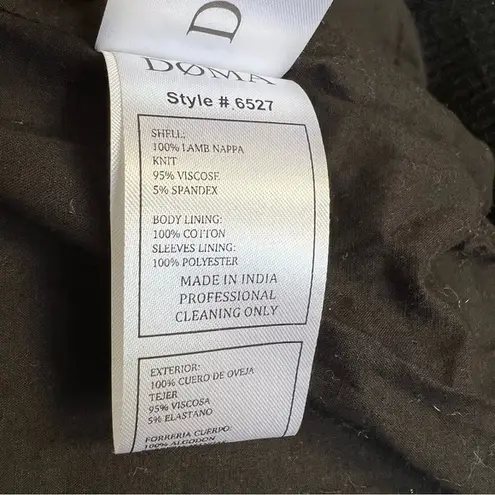 D
DØMA
Style # 6527
SHELL:
100% LAMB NAPPA
KNIT
95% VISCOSE
5% SPANDEX
BODY LINING:
100% COTTON
SLEEVES LINING:
100% POLYESTER
MADE IN INDIA
PROFESSIONAL
CLEANING ONLY
EXTERIOR:
100% CUERO DE OVEJA
TEJER
95% VISCOSA
5% ELASTANO
FORRERIA CUERPO:
100% ALGODON